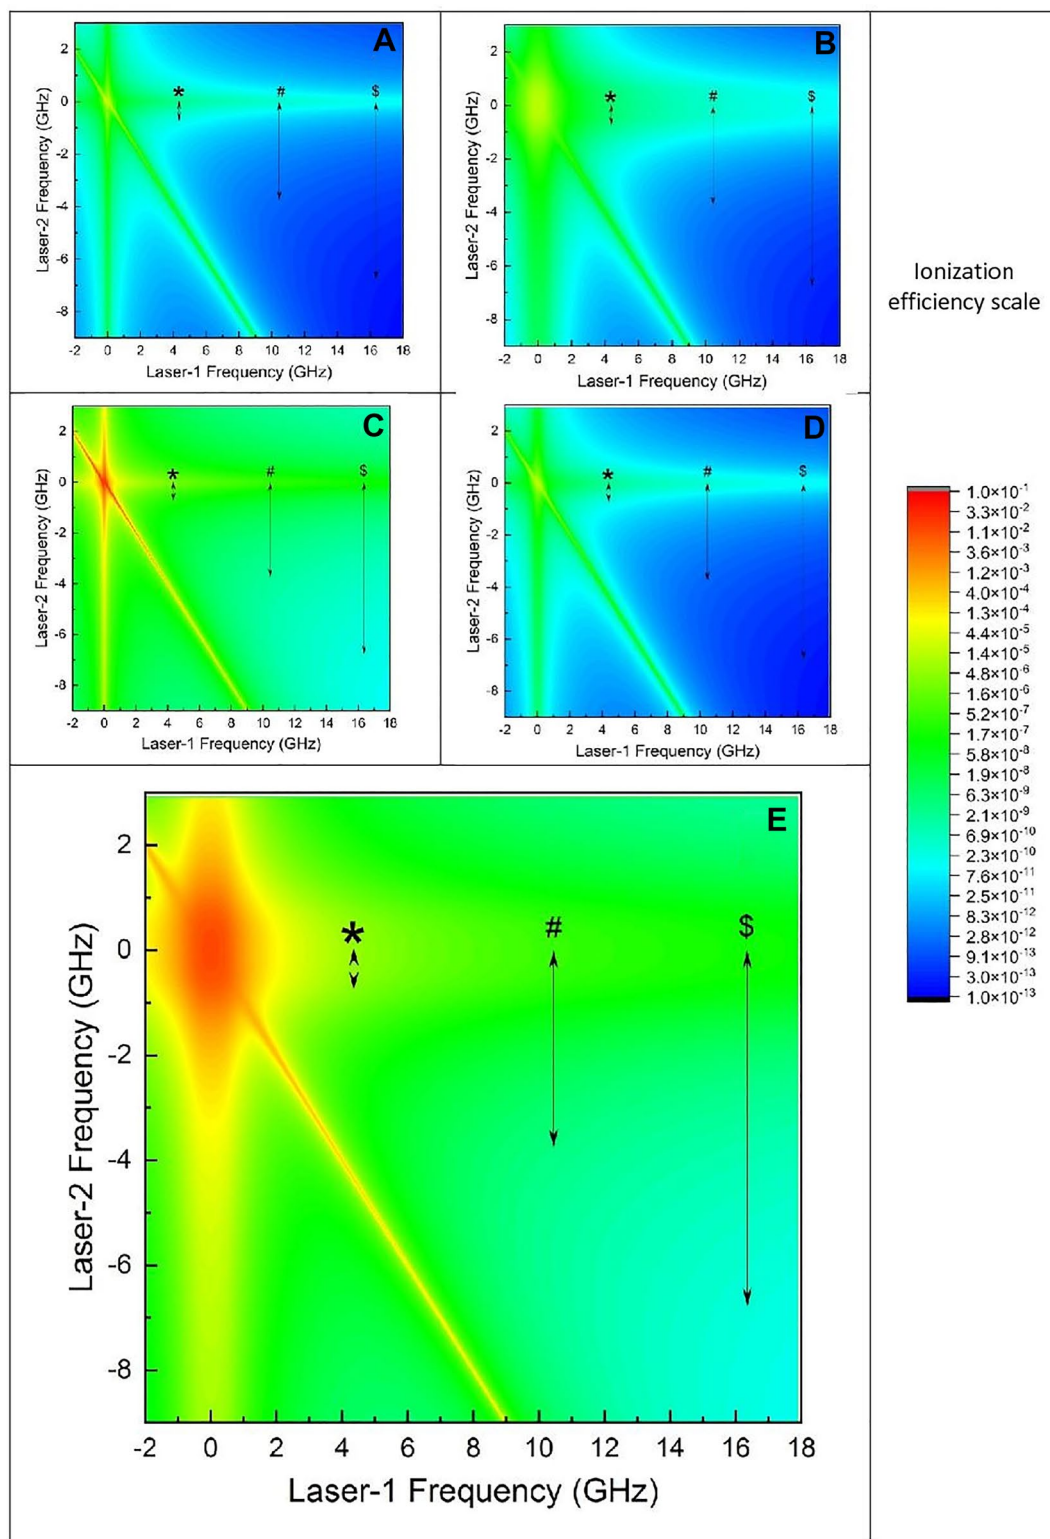 A
2
0
-2
-4
-6
-8
Laser-2 Frequency (GHz)
* # $
-2 0 2 4 6 8 10 12 14 16 18
Laser-1 Frequency (GHz)
B
2
0
-2
-4
-6
-8
Laser-2 Frequency (GHz)
* # $
-2 0 2 4 6 8 10 12 14 16 18
Laser-1 Frequency (GHz)
Ionization
efficiency scale
C
2
0
-2
-4
-6
-8
Laser-2 Frequency (GHz)
* # $
-2 0 2 4 6 8 10 12 14 16 18
Laser-1 Frequency (GHz)
D
2
0
-2
-4
-6
-8
Laser-2 Frequency (GHz)
* # $
-2 0 2 4 6 8 10 12 14 16 18
Laser-1 Frequency (GHz)
1.0×10⁻¹
3.3×10⁻²
1.1×10⁻²
3.6×10⁻³
1.2×10⁻³
4.0×10⁻⁴
1.3×10⁻⁴
4.4×10⁻⁵
1.4×10⁻⁵
4.8×10⁻⁶
1.6×10⁻⁶
5.2×10⁻⁷
1.7×10⁻⁷
5.8×10⁻⁸
1.9×10⁻⁸
6.3×10⁻⁹
2.1×10⁻⁹
6.9×10⁻¹⁰
2.3×10⁻¹⁰
7.6×10⁻¹¹
2.5×10⁻¹¹
8.3×10⁻¹²
2.8×10⁻¹²
9.1×10⁻¹³
3.0×10⁻¹³
1.0×10⁻¹³
E
2
0
-2
-4
-6
-8
Laser-2 Frequency (GHz)
* # $
-2 0 2 4 6 8 10 12 14 16 18
Laser-1 Frequency (GHz)